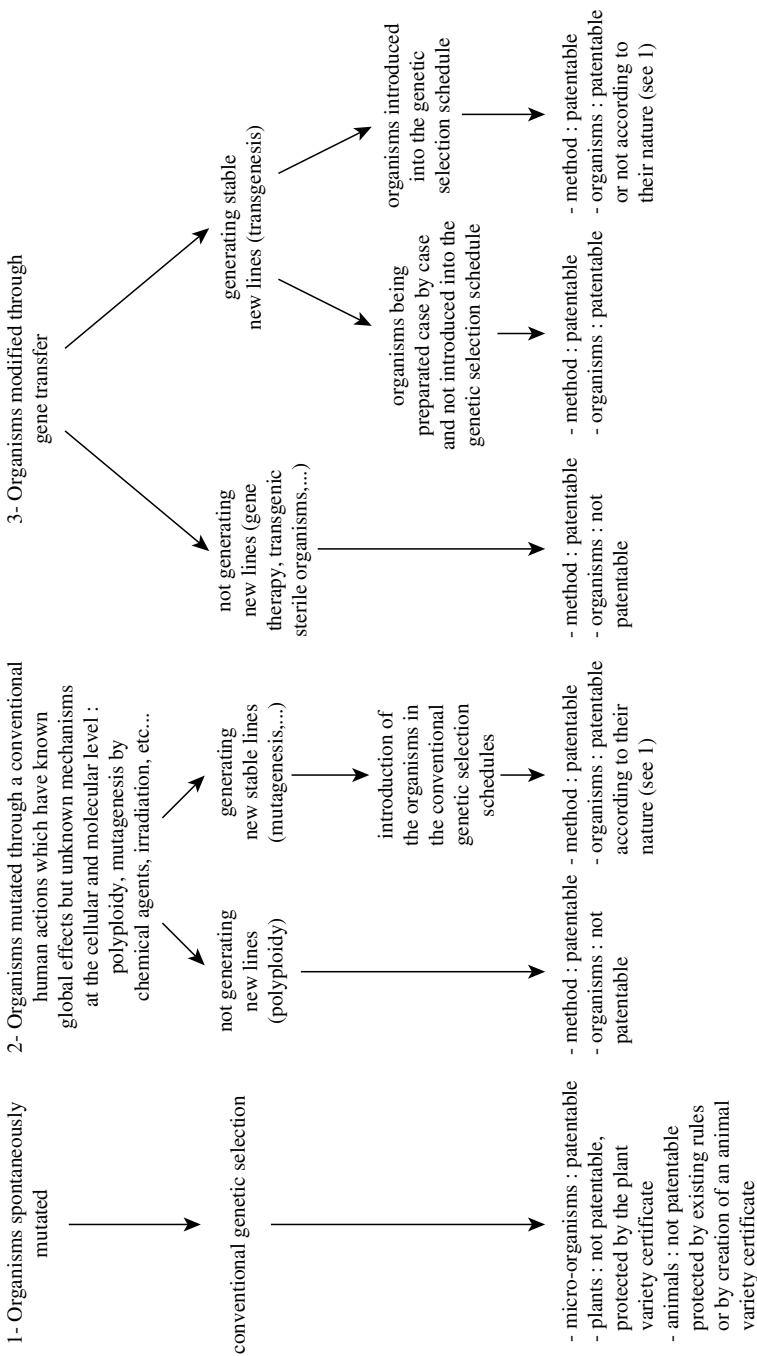 1- Organisms spontaneously
mutated
conventional genetic selection
- micro-organisms : patentable
- plants : not patentable,
protected by the plant
variety certificate
- animals : not patentable
protected by existing rules
or by creation of an animal
variety certificate
2- Organisms mutated through a conventional
human actions which have known
global effects but unknown mechanisms
at the cellular and molecular level :
polyploidy, mutagenesis by
chemical agents, irradiation, etc...
not generating
new lines
(polyploidy)
- method : patentable
- organisms : not
patentable
generating
new stable lines
(mutagenesis,...)
introduction of
the organisms in
the conventional
genetic selection
schedules
- method : patentable
- organisms : patentable
according to their
nature (see 1)
3- Organisms modified through
gene transfer
not generating
new lines (gene
therapy, transgenic
sterile organisms,...)
- method : patentable
- organisms : not
patentable
generating stable
new lines (transgenesis)
organisms being
preparated case by case
and not introduced into the
genetic selection schedule
- method : patentable
- organisms : patentable
organisms introduced
into the genetic
selection schedule
- method : patentable
- organisms : patentable
or not according to
their nature (see 1)